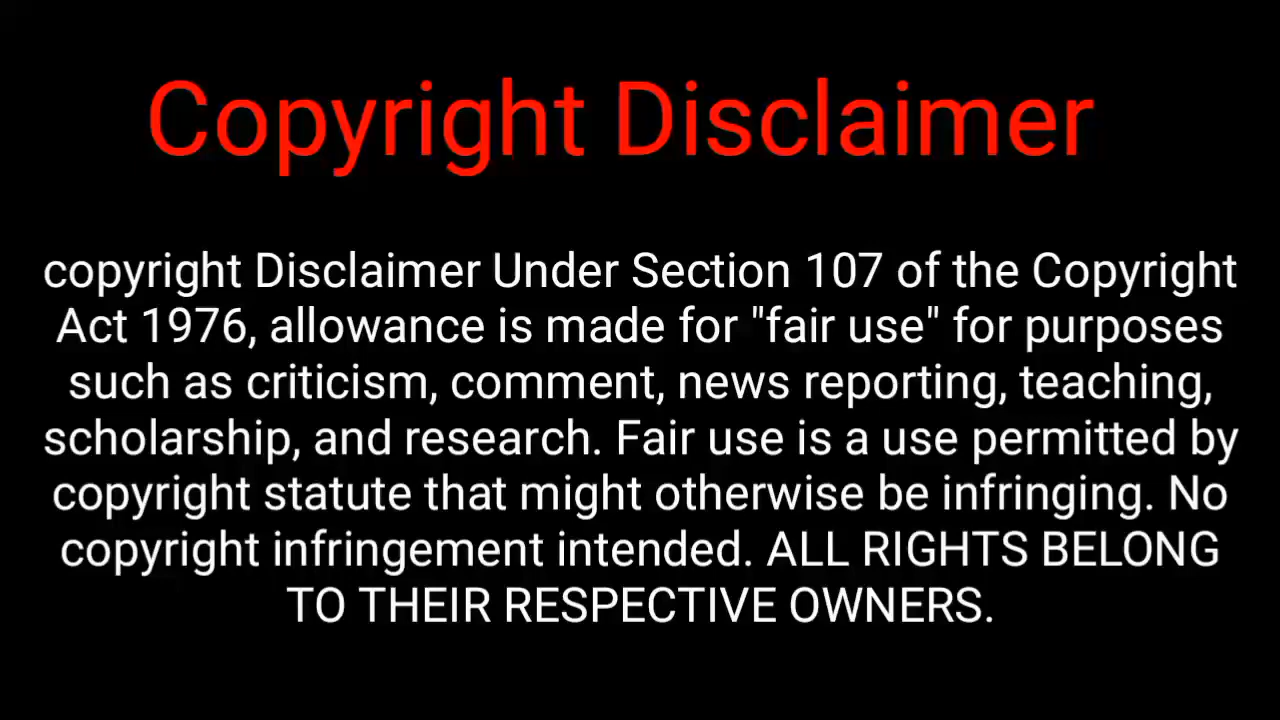 Copyright Disclaimer
copyright Disclaimer Under Section 107 of the Copyright
Act 1976, allowance is made for "fair use" for purposes
such as criticism, comment, news reporting, teaching,
scholarship, and research. Fair use is a use permitted by
copyright statute that might otherwise be infringing. No
copyright infringement intended. ALL RIGHTS BELONG
TO THEIR RESPECTIVE OWNERS.